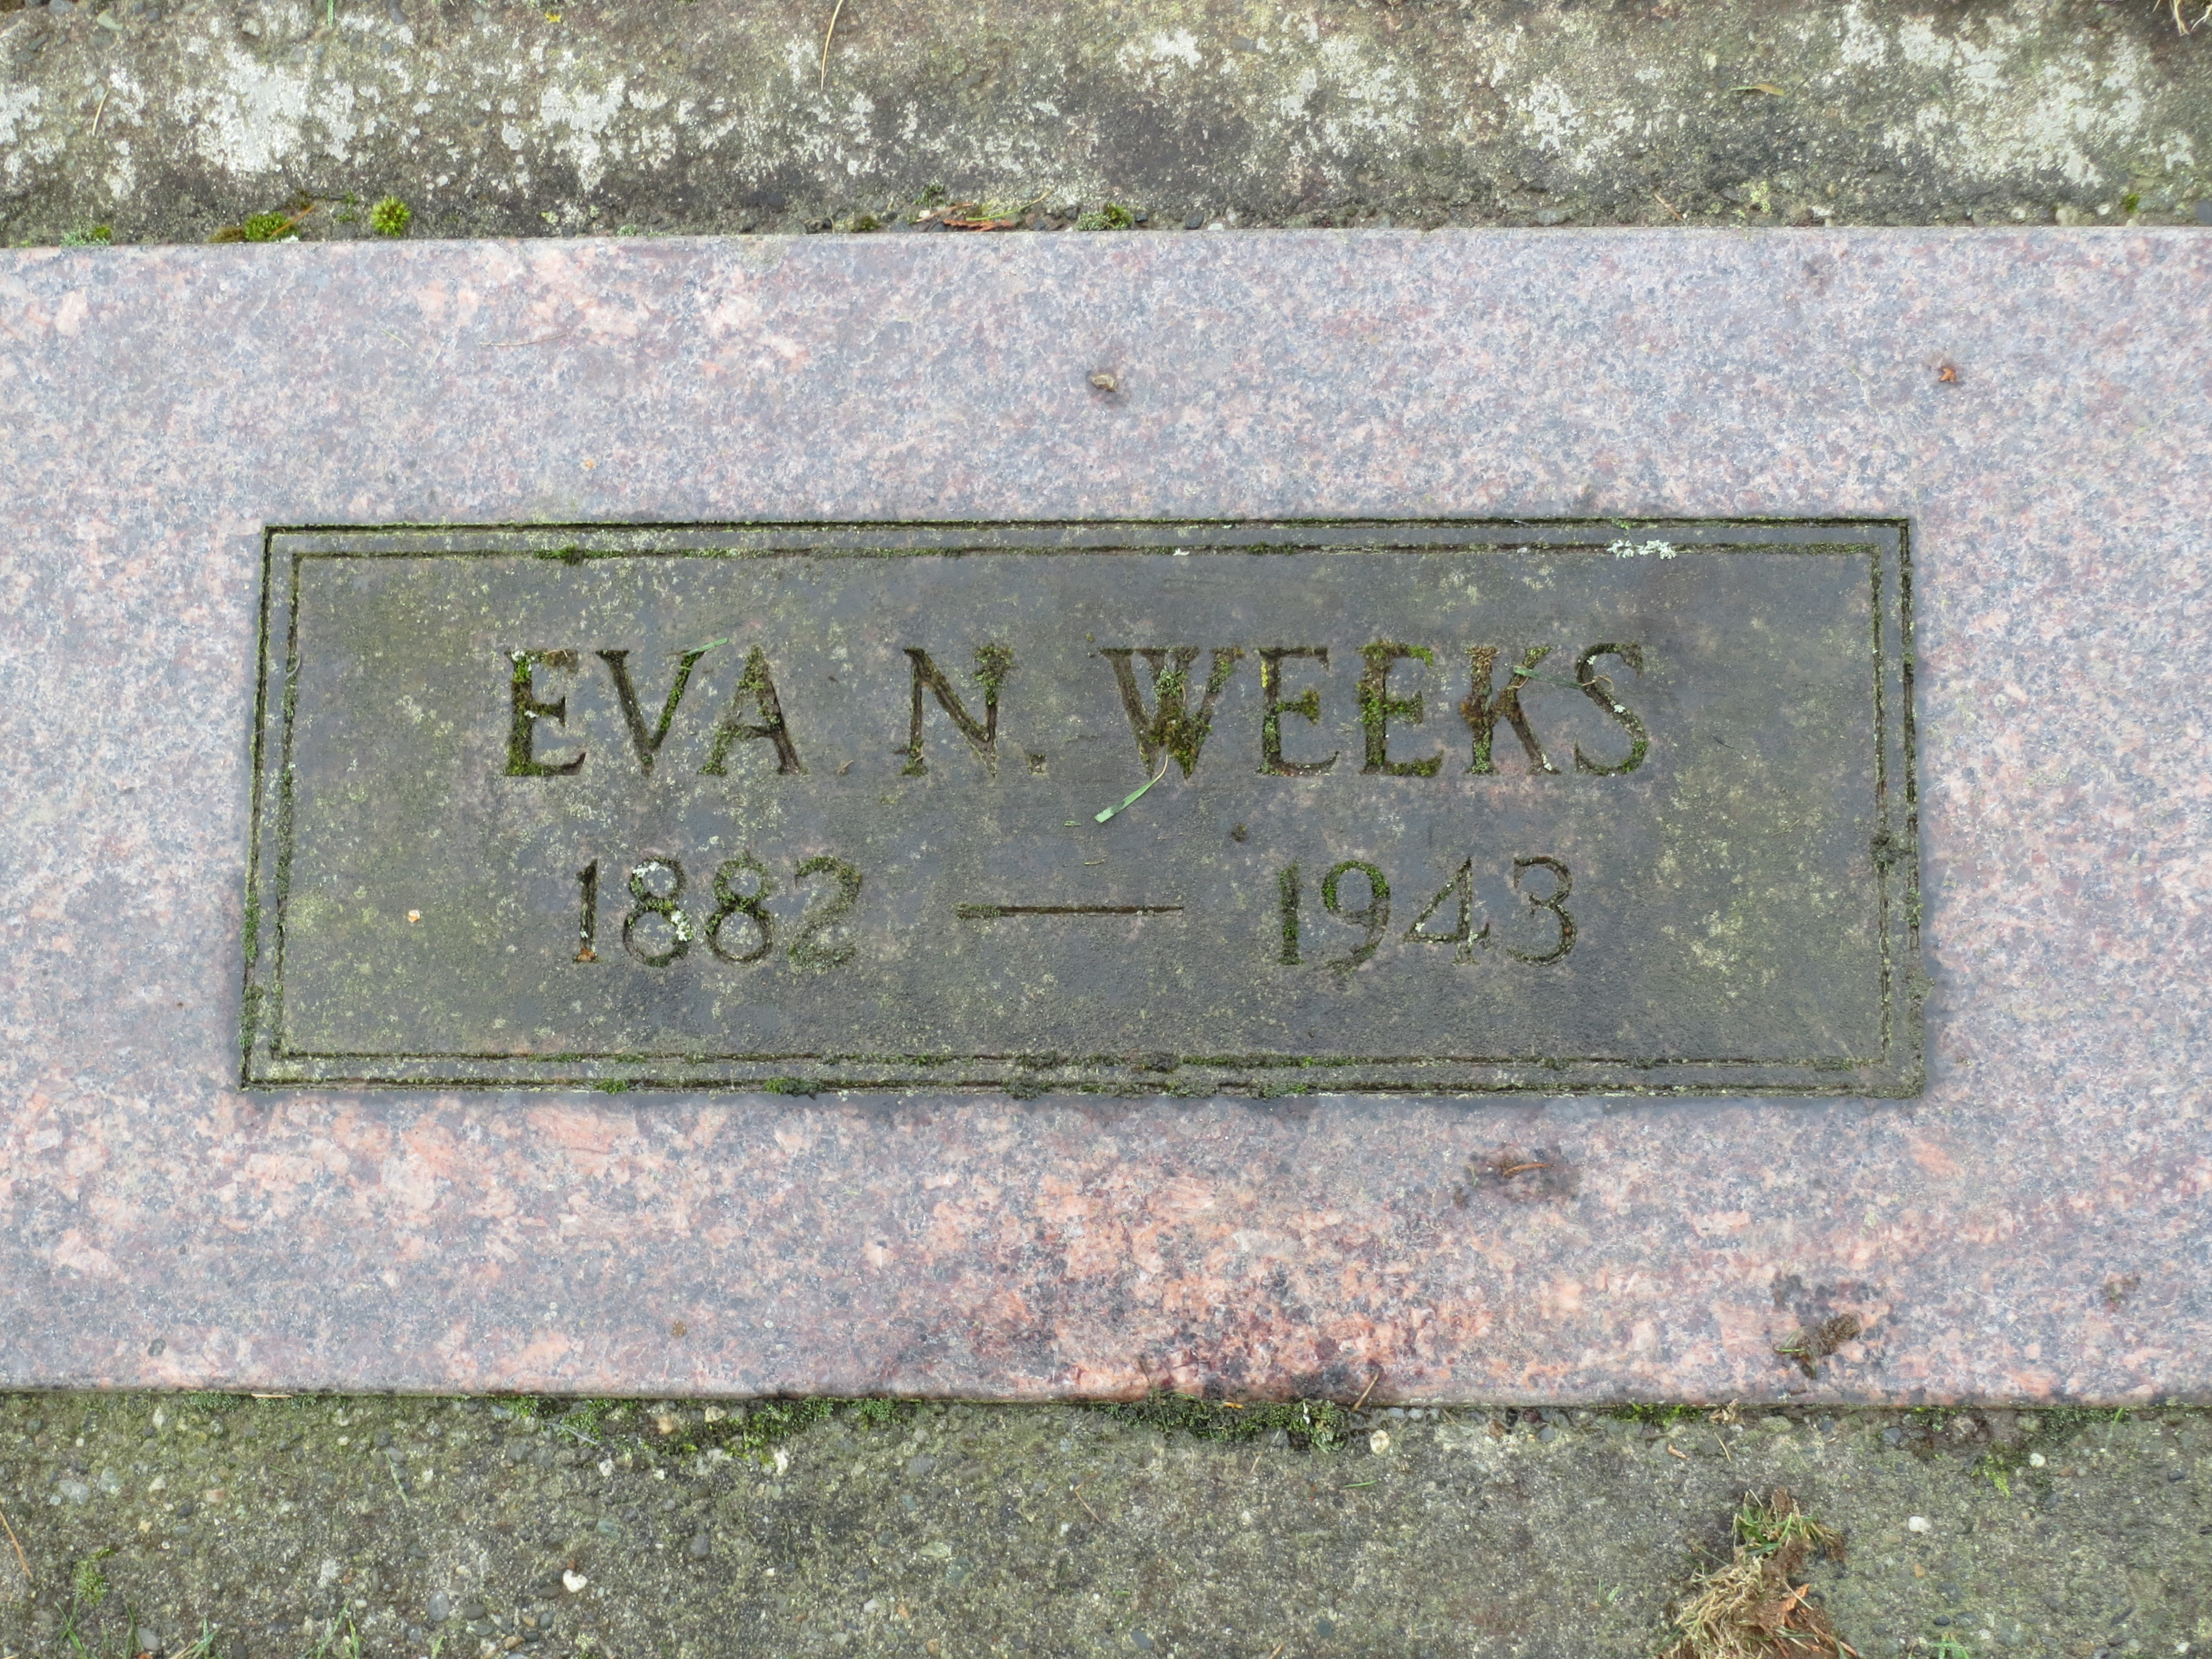 EVA N. WEEKS
1882 — 1943